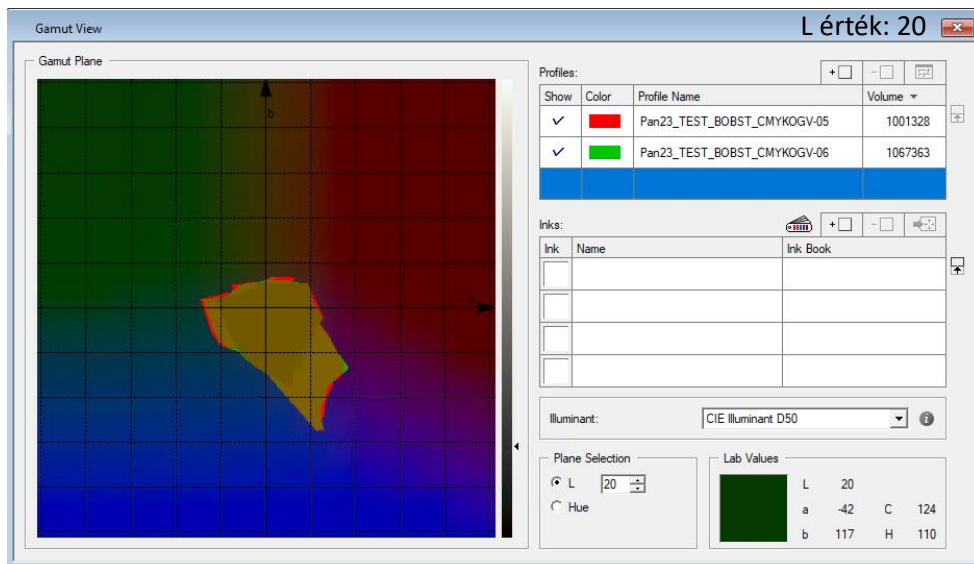 Gamut View
L érték: 20
Gamut Plane
b
a
Profiles:
Show Color Profile Name Volume
Pan23_TEST_BOBST_CMYKOGV-05 1001328
Pan23_TEST_BOBST_CMYKOGV-06 1067363
Inks:
Ink Name Ink Book
Illuminant: CIE Illuminant D50
Plane Selection
L 20
Hue
Lab Values
L 20
a -42 C 124
b 117 H 110